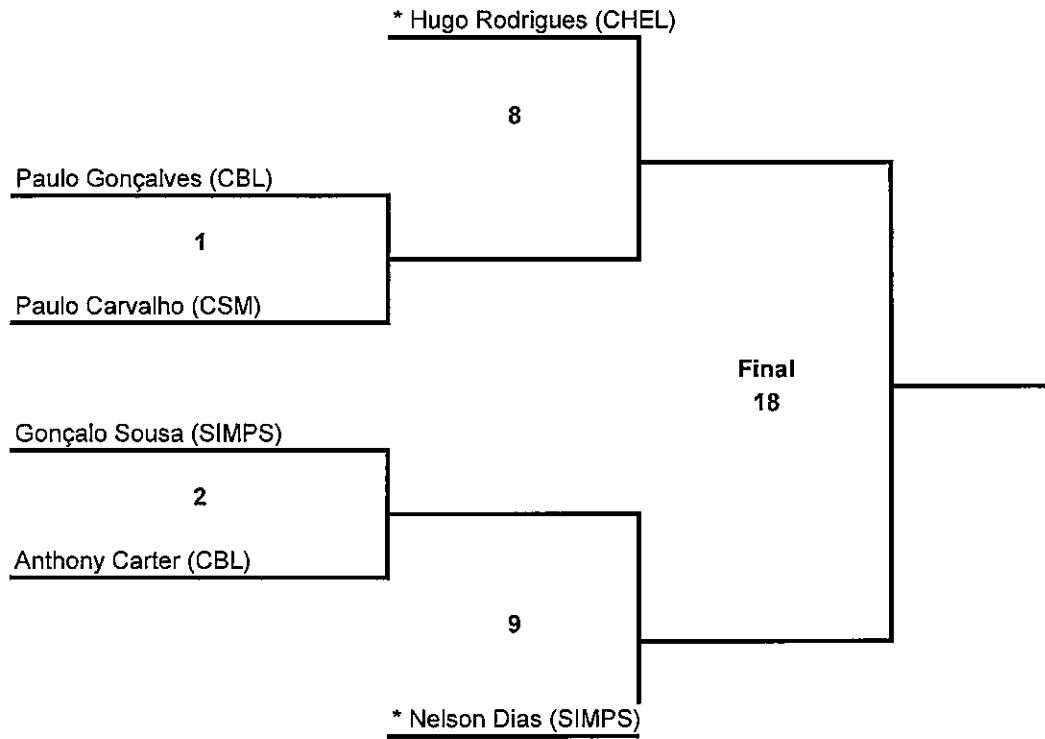 * Hugo Rodrigues (CHEL)
8
Paulo Gonçalves (CBL)
1
Paulo Carvalho (CSM)
Final
18
Gonçalo Sousa (SIMPS)
2
Anthony Carter (CBL)
9
* Nelson Dias (SIMPS)